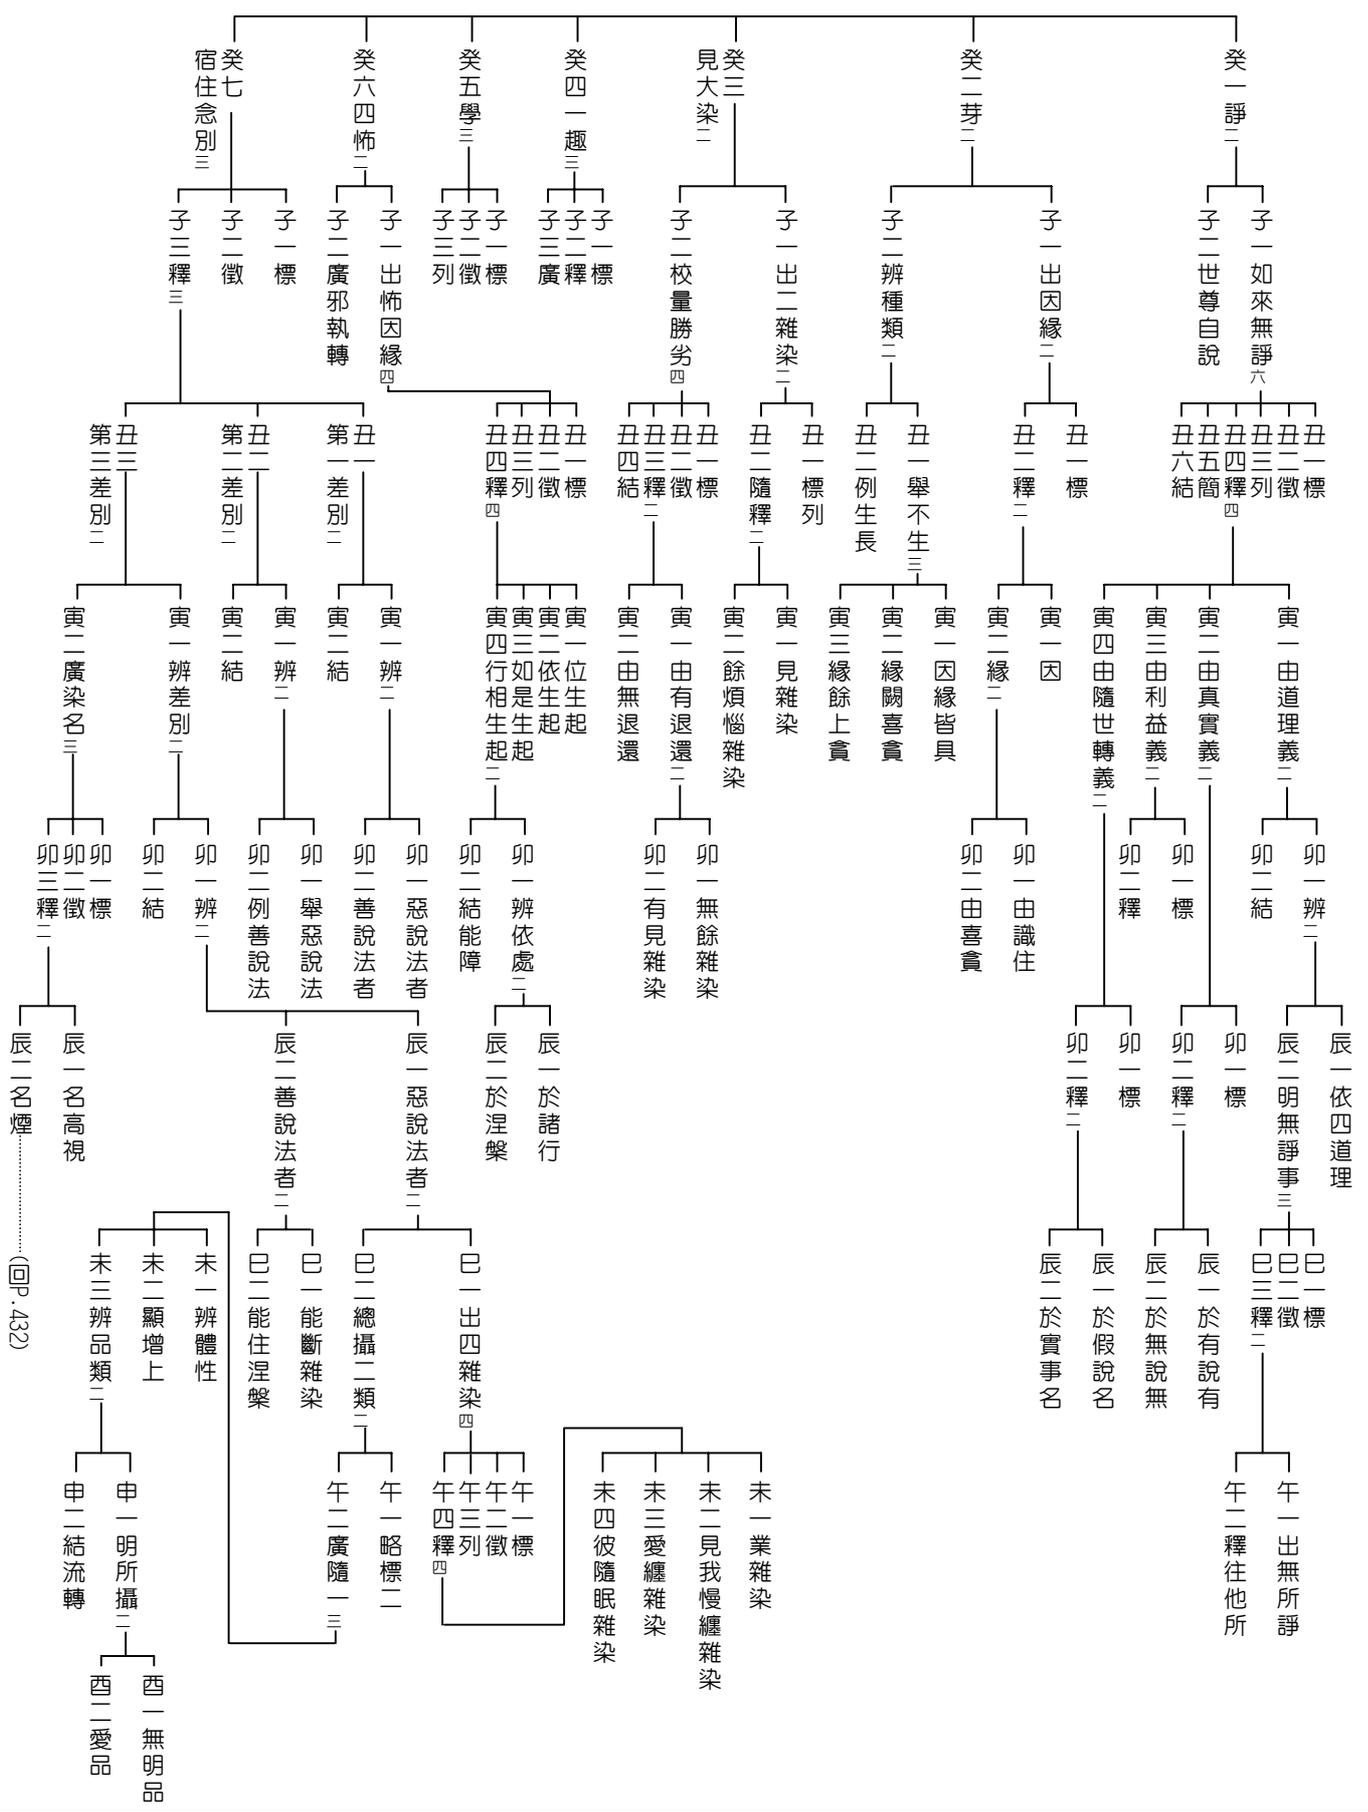 癸一諍二
子一如來無諍六
丑一標
丑二徵
丑三列
丑四釋四
寅一由道理義二
卯一辨二
辰一依四道理
辰二明無諍事三
巳一標
巳二徵
巳三釋二
午一出無所諍
午二釋往他所
卯二結
寅二由真實義二
卯一標
卯二釋二
辰一於有說有
辰二於無說無
寅三由利益義二
卯一標
卯二釋
寅四由隨世轉義二
卯一標
卯二釋二
辰一於假說名
辰二於實事名
丑五簡
丑六結
子二世尊自說
癸二芽二
子一出因緣二
丑一標
丑二釋二
寅一因
寅二緣二
卯一由識住
卯二由喜貪
子二辨種類二
丑一舉不生三
寅一因緣皆具
寅二緣闕喜貪
寅三緣餘上貪
丑二例生長
癸三
見大染二
子一出二雜染二
丑一標列
丑二隨釋二
寅一見雜染
寅二餘煩惱雜染
子二校量勝劣四
丑一標
丑二徵
丑三釋二
寅一由有退還二
卯一無餘雜染
卯二有見雜染
寅二由無退還
丑四結
癸四一趣三
子一標
子二釋
子三廣
癸五學三
子一標
子二徵
子三列
癸六四怖二
子一出怖因緣四
丑一標
丑二徵
丑三列
丑四釋四
寅一位生起
寅二依生起
寅三如是生起
寅四行相生起二
卯一辨依處二
辰一於諸行
辰二於涅槃
卯二結能障
子二廣邪執轉
癸七
宿住念別三
子一標
子二徵
子三釋三
丑一
第一差別二
寅一辨二
卯一惡說法者
卯二善說法者
寅二結
丑二
第二差別二
寅一辨二
卯一舉惡說法
卯二例善說法
寅二結
丑三
第三差別二
寅一辨差別二
卯一辨二
辰一惡說法者二
巳一出四雜染四
午一標
午二徵
午三列
午四釋四
未一業雜染
未二見我慢纏雜染
未三愛纏雜染
未四彼隨眠雜染
巳二總攝二類二
午一略標二
午二廣隨一三
未一辨體性
未二顯增上
未三辨品類二
申一明所攝二
酉一無明品
酉二愛品
申二結流轉
辰二善說法者二
巳一能斷雜染
巳二能住涅槃
卯二結
寅二廣染名三
卯一標
卯二徵
卯三釋二
辰一名高視
辰二名煙………(回P.432)